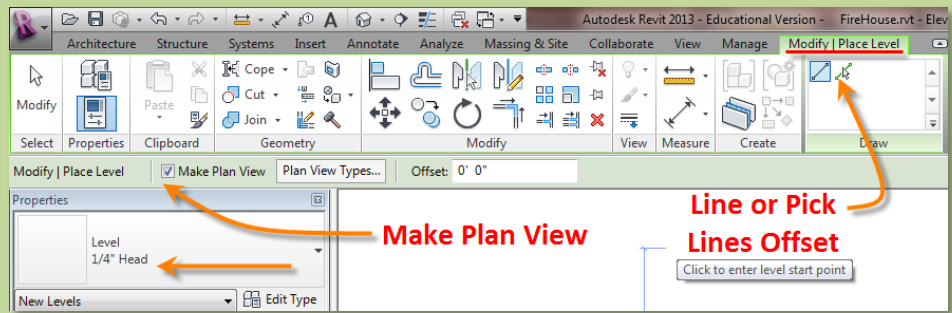 Autodesk Revit 2013 - Educational Version - FireHouse.rvt - Elev
Architecture Structure Systems Insert Annotate Analyze Massing & Site Collaborate View Manage Modify | Place Level
Modify Paste Cope Cut Join
Select Properties Clipboard Geometry Modify View Measure Create Draw
Modify | Place Level Make Plan View Plan View Types... Offset: 0' 0"
Properties
Level
1/4" Head
New Levels Edit Type
Make Plan View
Line or Pick
Lines Offset
Click to enter level start point